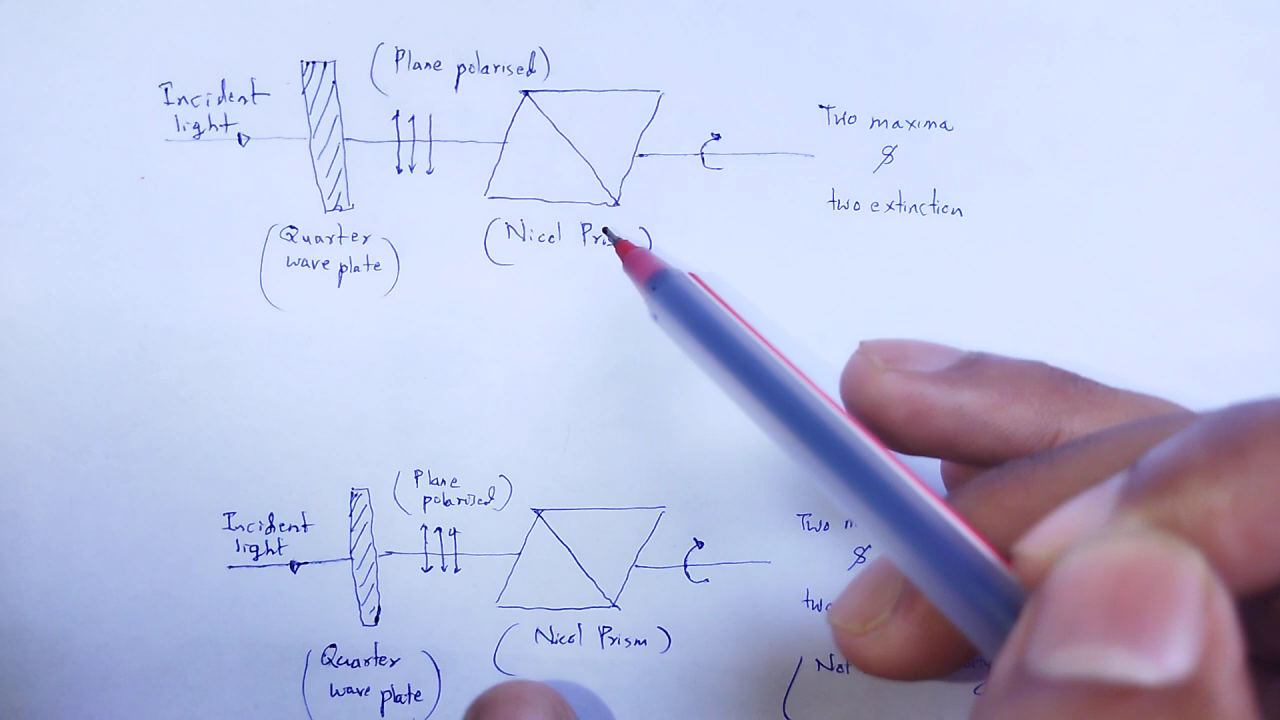 (Plane polarised)
Incident
light
Two maxima
&
two extinction
(Quarter
wave plate)
(Nicol
(Plane
polarised)
Incident
light
Two
&
(Nicol Prism)
(Quarter
wave plate)
(Not